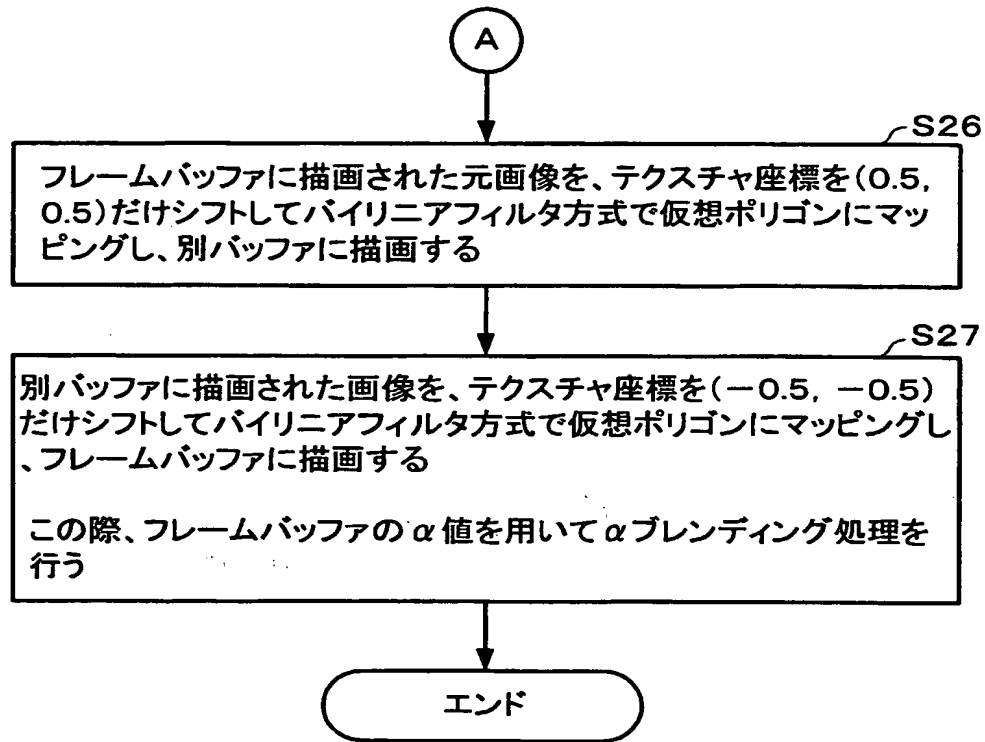 A
S26
フレームバッファに描画された元画像を、テクスチャ座標を(0.5,
0.5)だけシフトしてバイリニアフィルタ方式で仮想ポリゴンにマッ
ピングし、別バッファに描画する
S27
別バッファに描画された画像を、テクスチャ座標を(-0.5, -0.5)
だけシフトしてバイリニアフィルタ方式で仮想ポリゴンにマッピングし
、フレームバッファに描画する
この際、フレームバッファのα値を用いてαブレンディング処理を
行う
エンド